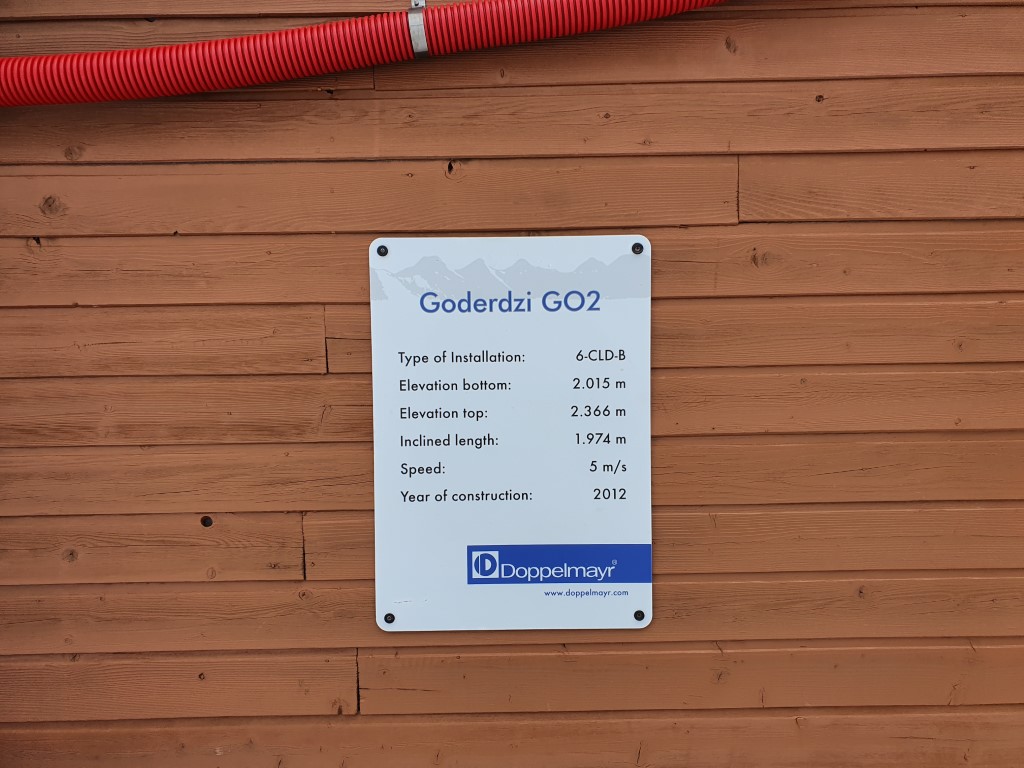 Goderdzi GO2
Type of Installation: 6-CLD-B
Elevation bottom: 2.015 m
Elevation top: 2.366 m
Inclined length: 1.974 m
Speed: 5 m/s
Year of construction: 2012
Doppelmayr®
www.doppelmayr.com